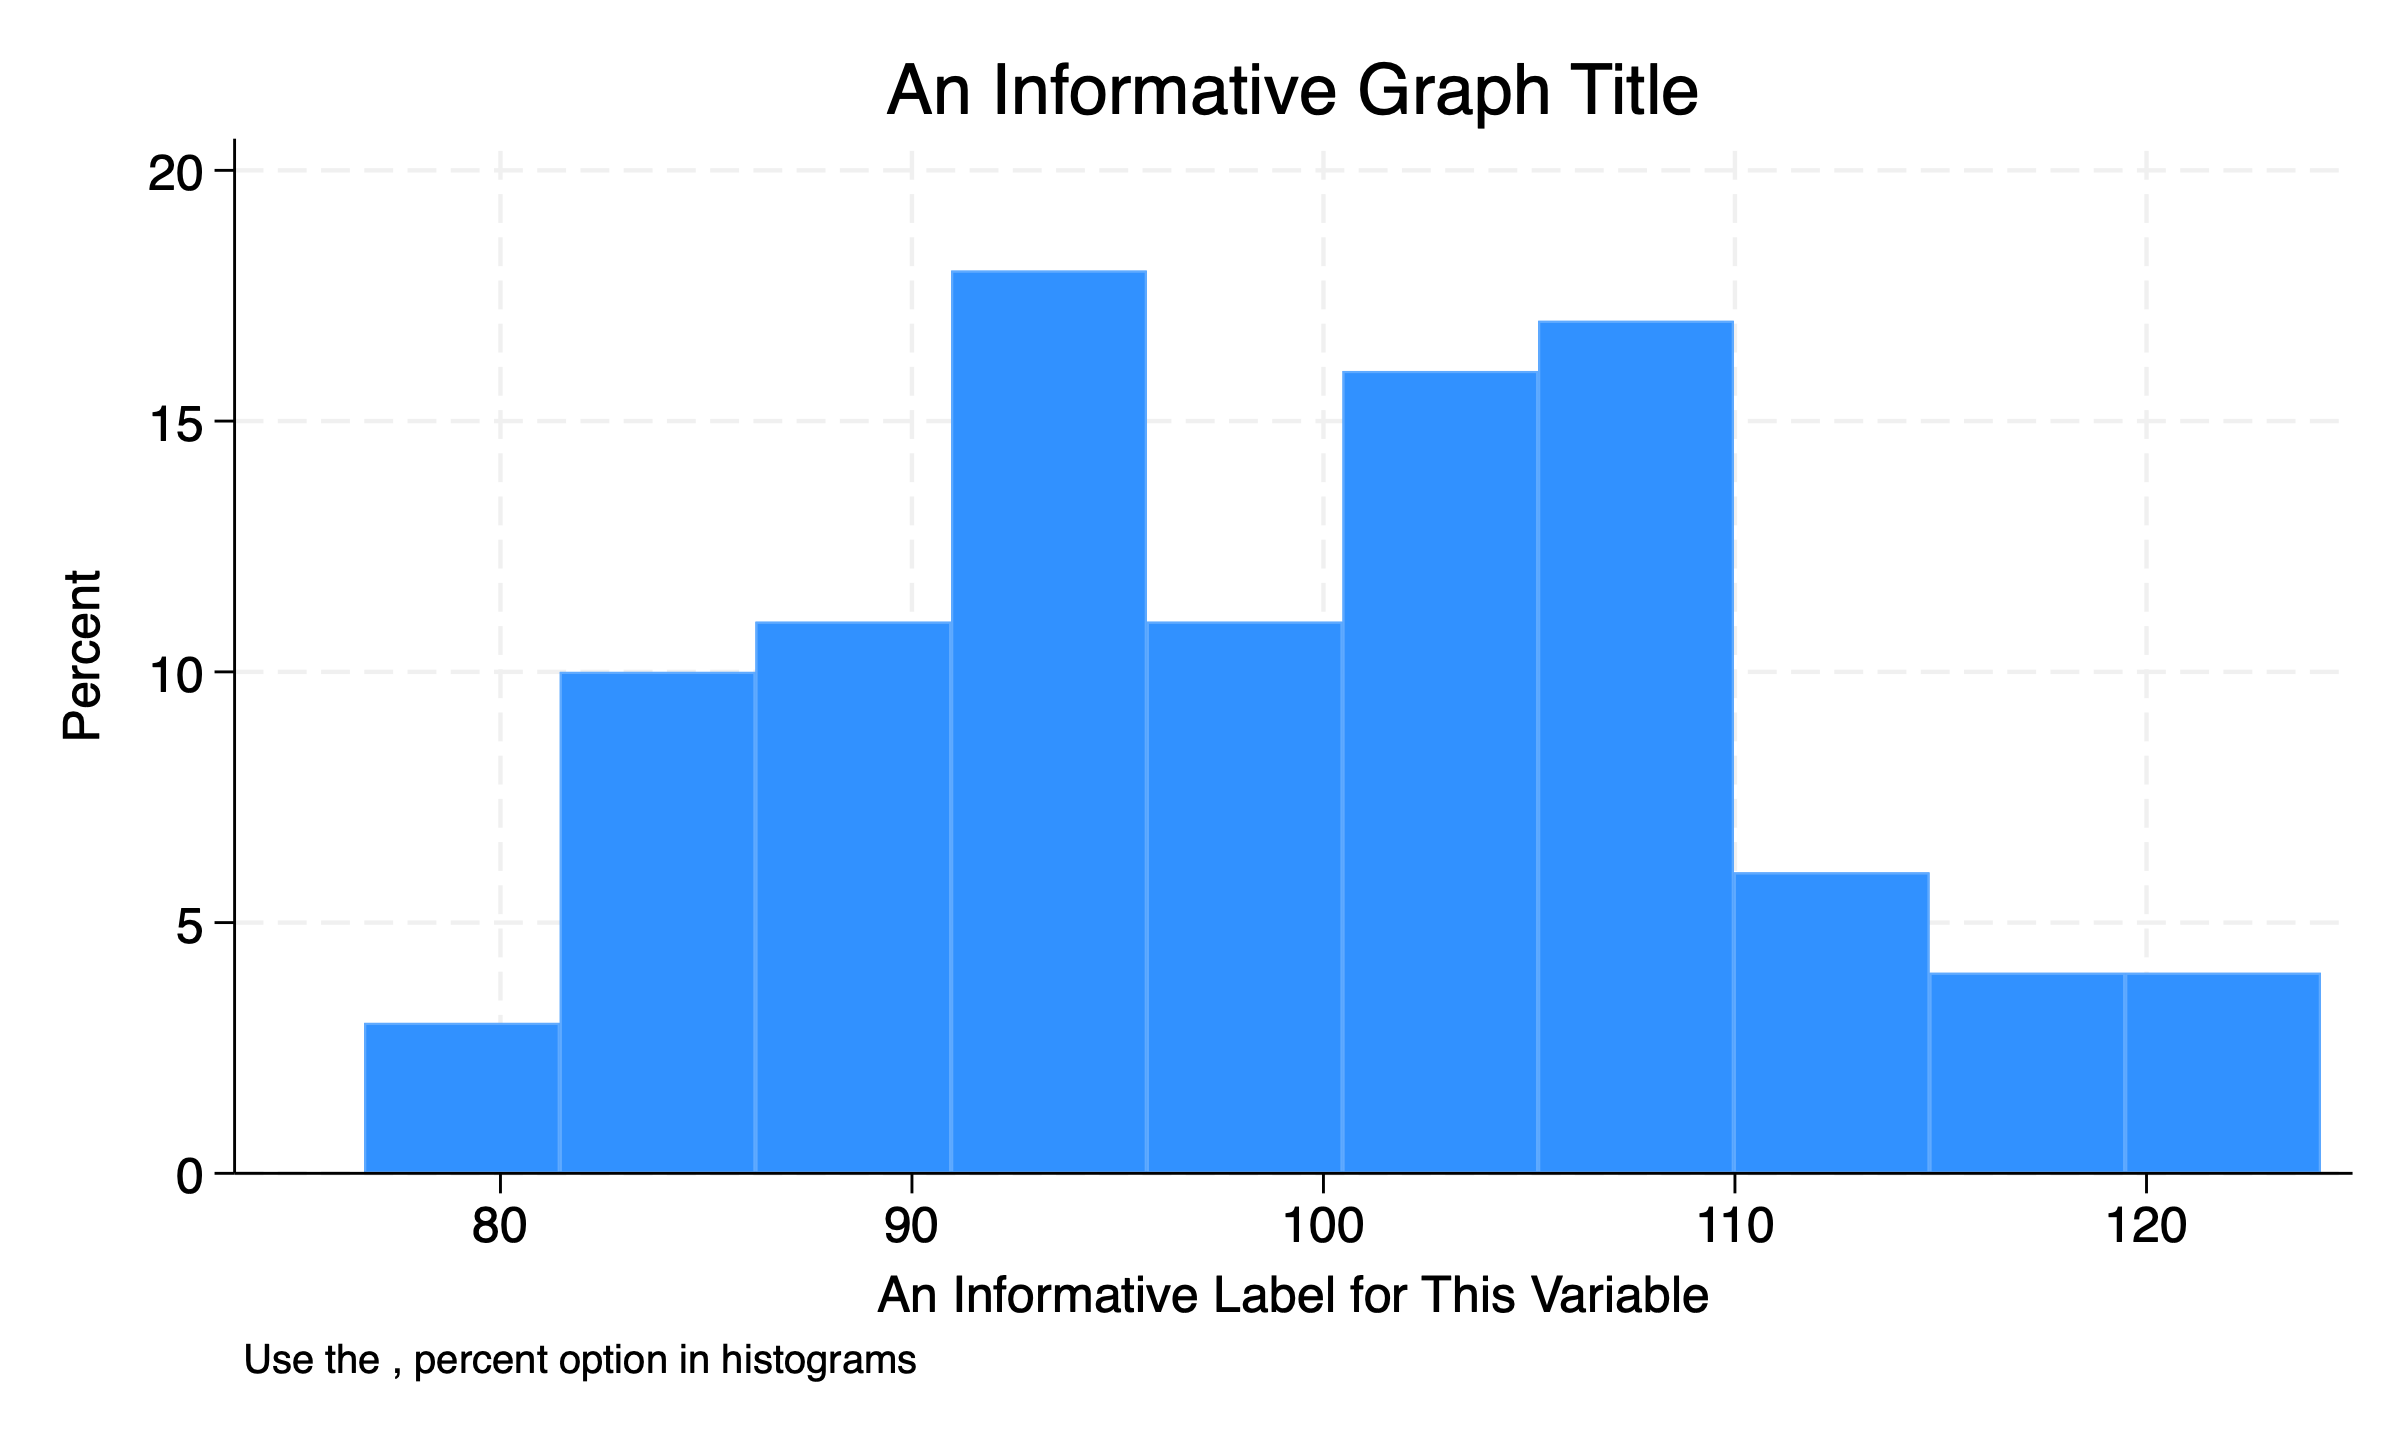 An Informative Graph Title
20
15
10
5
0
Percent
80 90 100 110 120
An Informative Label for This Variable
Use the , percent option in histograms